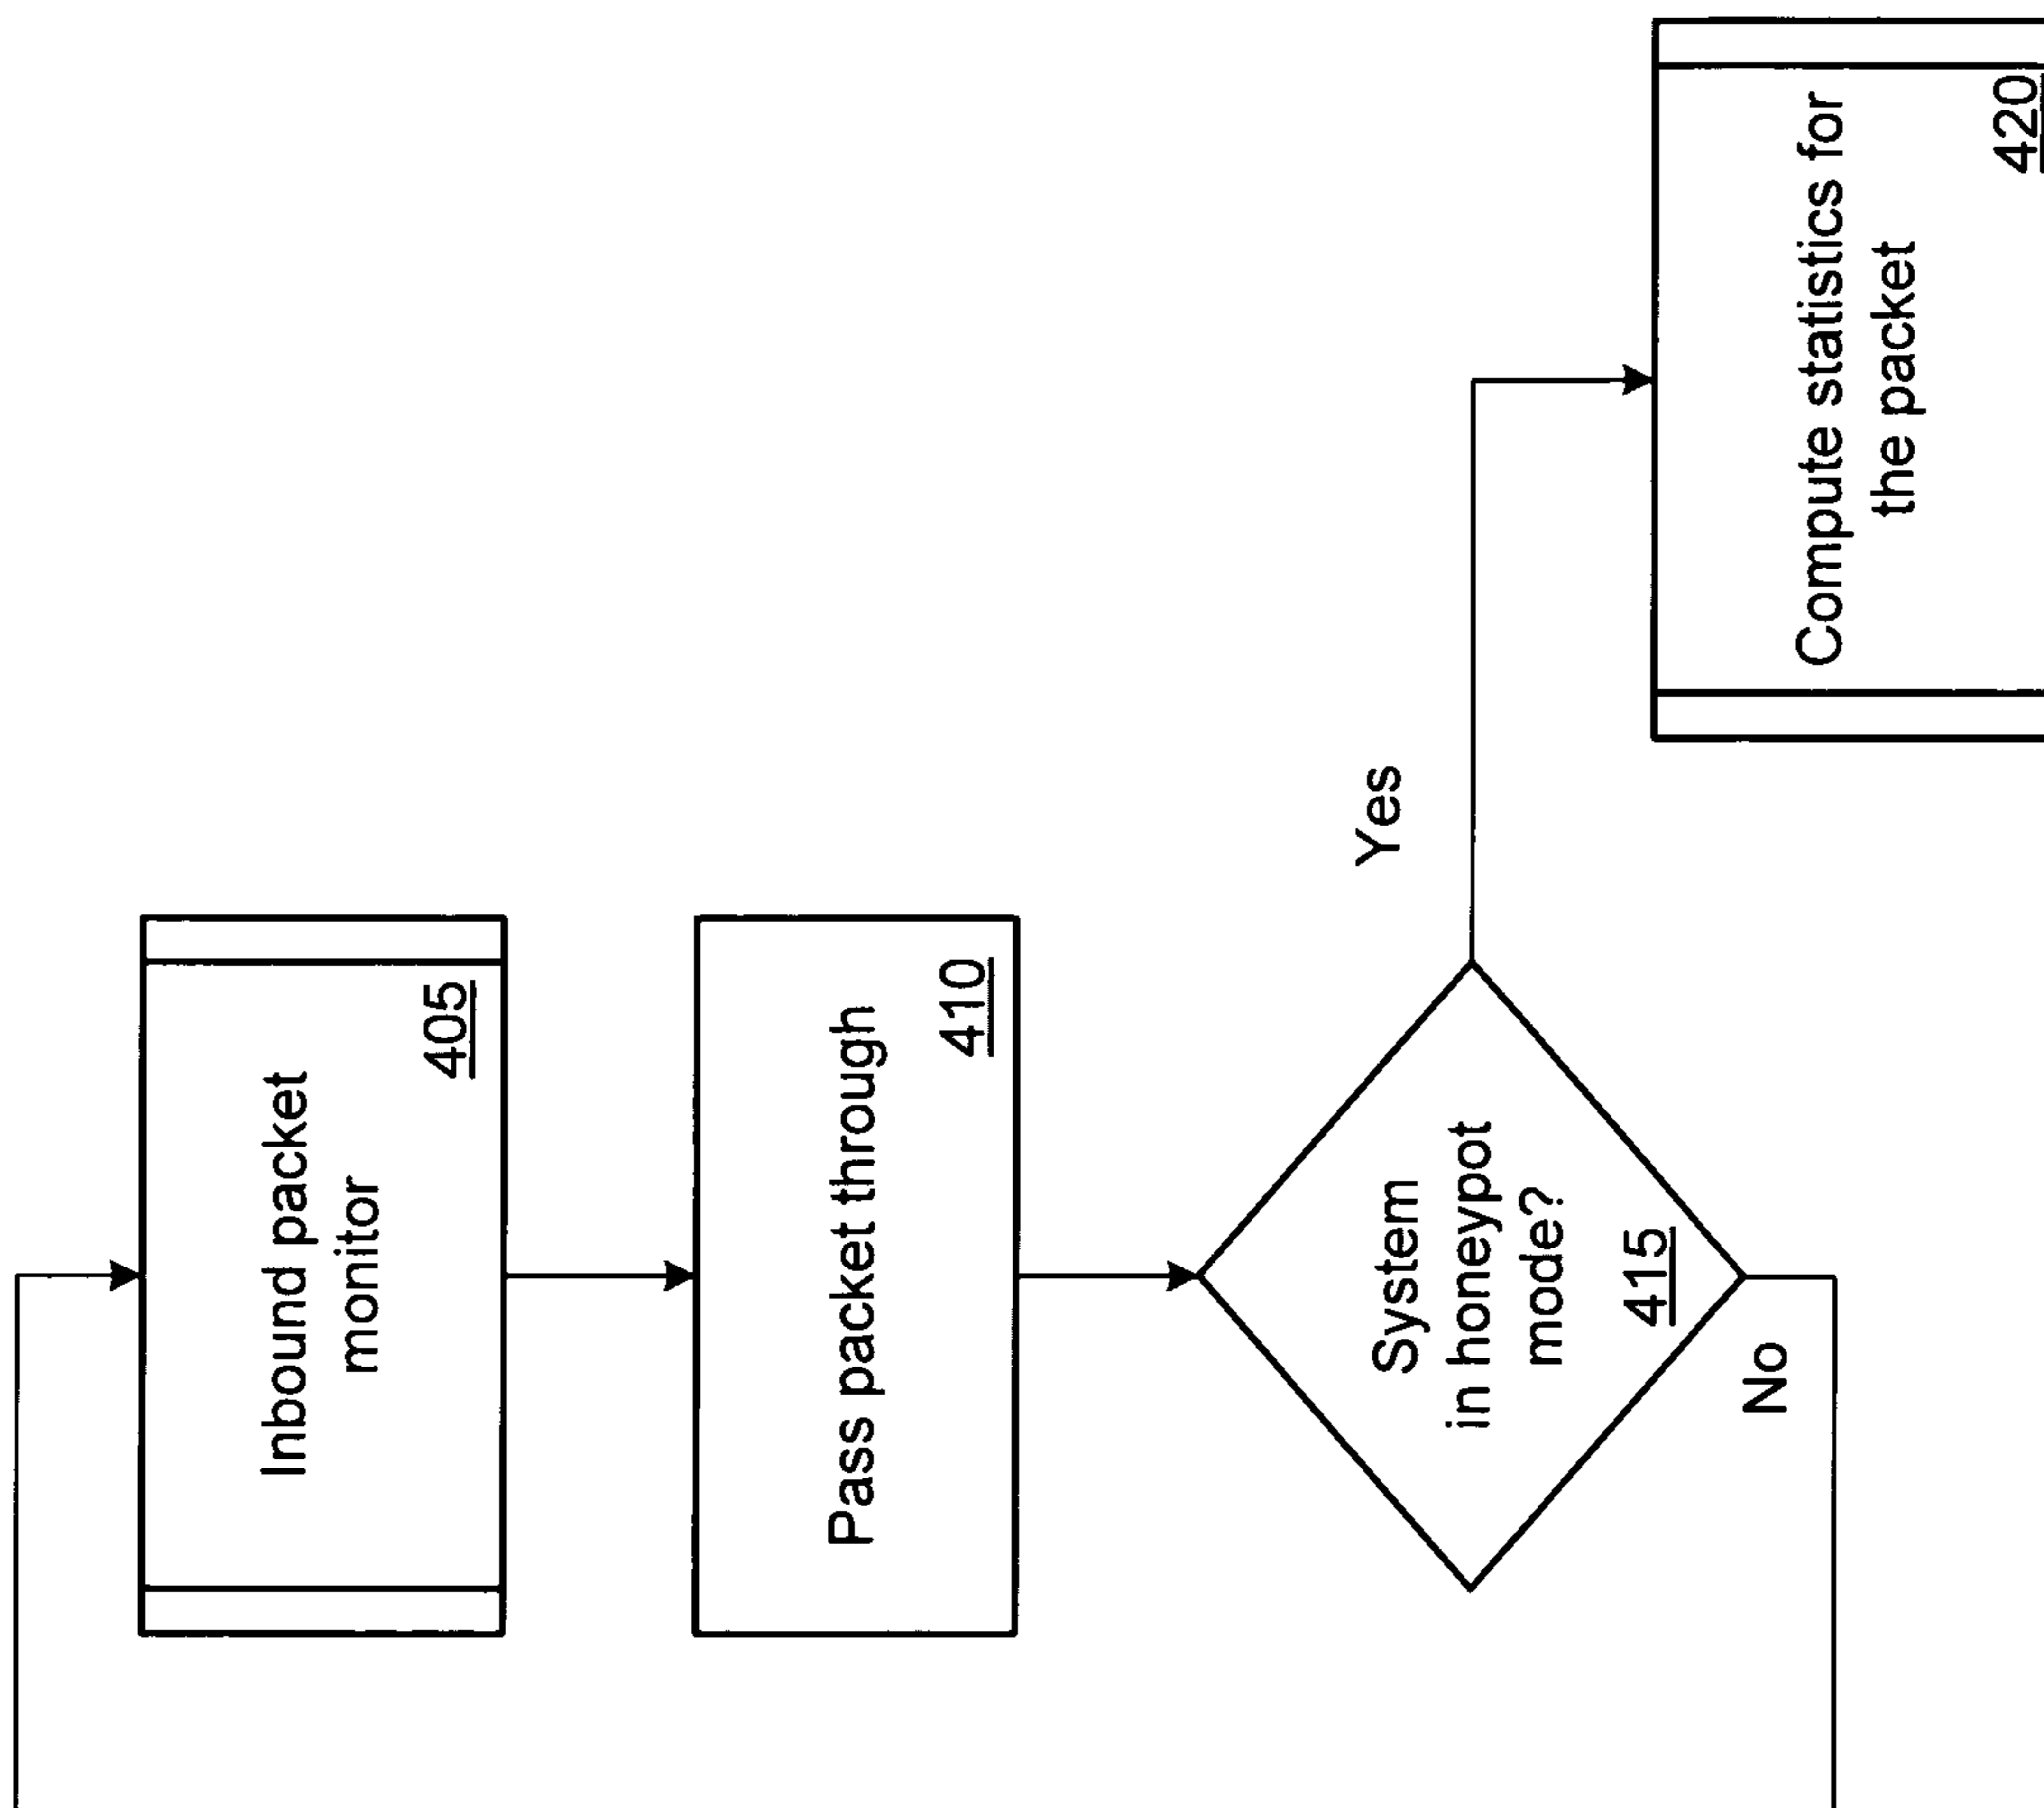 Inbound packet
monitor
405
Pass packet through
410
System
in honeypot
mode?
415
Yes
No
Compute statistics for
the packet
420